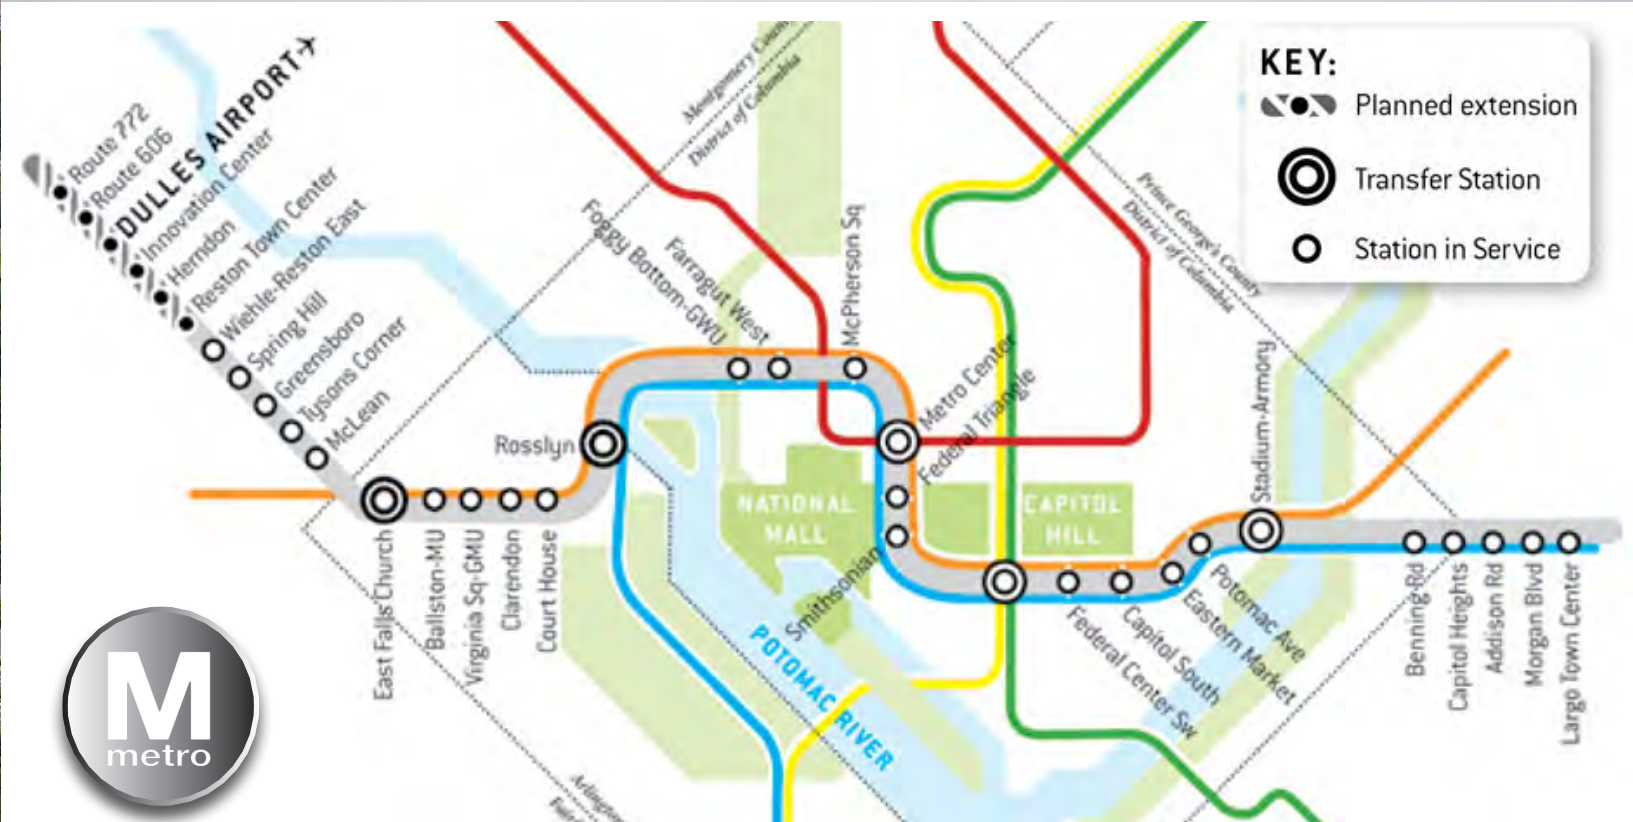 KEY:
Planned extension
Transfer Station
Station in Service
Route 772
Route 606
DULLES AIRPORT
Innovation Center
Herndon
Reston Town Center
Wiehle-Reston East
Spring Hill
Greensboro
Tysons Corner
McLean
East Falls Church
Ballston-MU
Virginia Sq-GMU
Clarendon
Court House
Rosslyn
Foggy Bottom-GWU
Farragut West
McPherson Sq
Metro Center
Federal Triangle
Smithsonian
Federal Center Sw
Capitol South
Eastern Market
Potomac Ave
Stadium-Armory
Benning Rd
Capitol Heights
Addison Rd
Morgan Blvd
Largo Town Center
NATIONAL
MALL
CAPITOL
HILL
POTOMAC RIVER
Montgomery County
District of Columbia
Prince George's County
District of Columbia
Arlington
M
metro